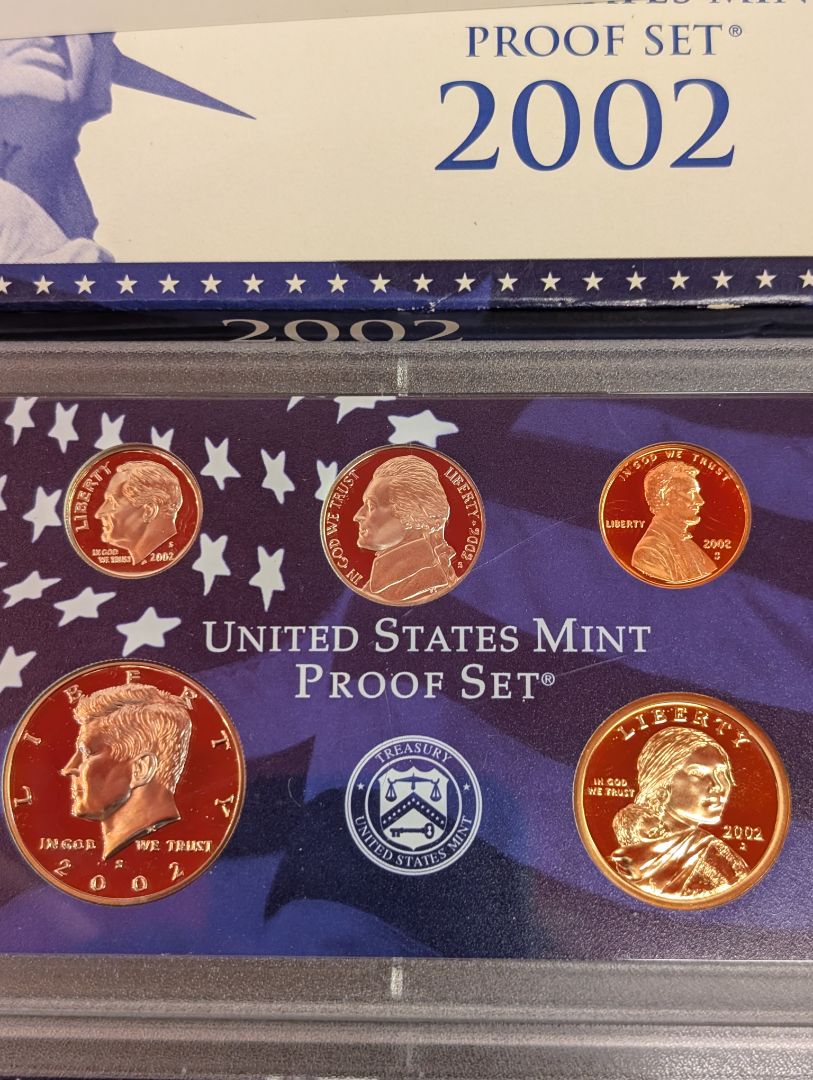 PROOF SET®
2002
2002
LIBERTY
IN GOD
WE TRUST
S
2002
IN GOD WE TRUST
LIBERTY
2002
S
IN GOD WE TRUST
LIBERTY
2002
S
UNITED STATES MINT
PROOF SET®
LIBERTY
IN GOD WE TRUST
S
2002
TREASURY
UNITED STATES MINT
LIBERTY
IN GOD
WE TRUST
2002
S